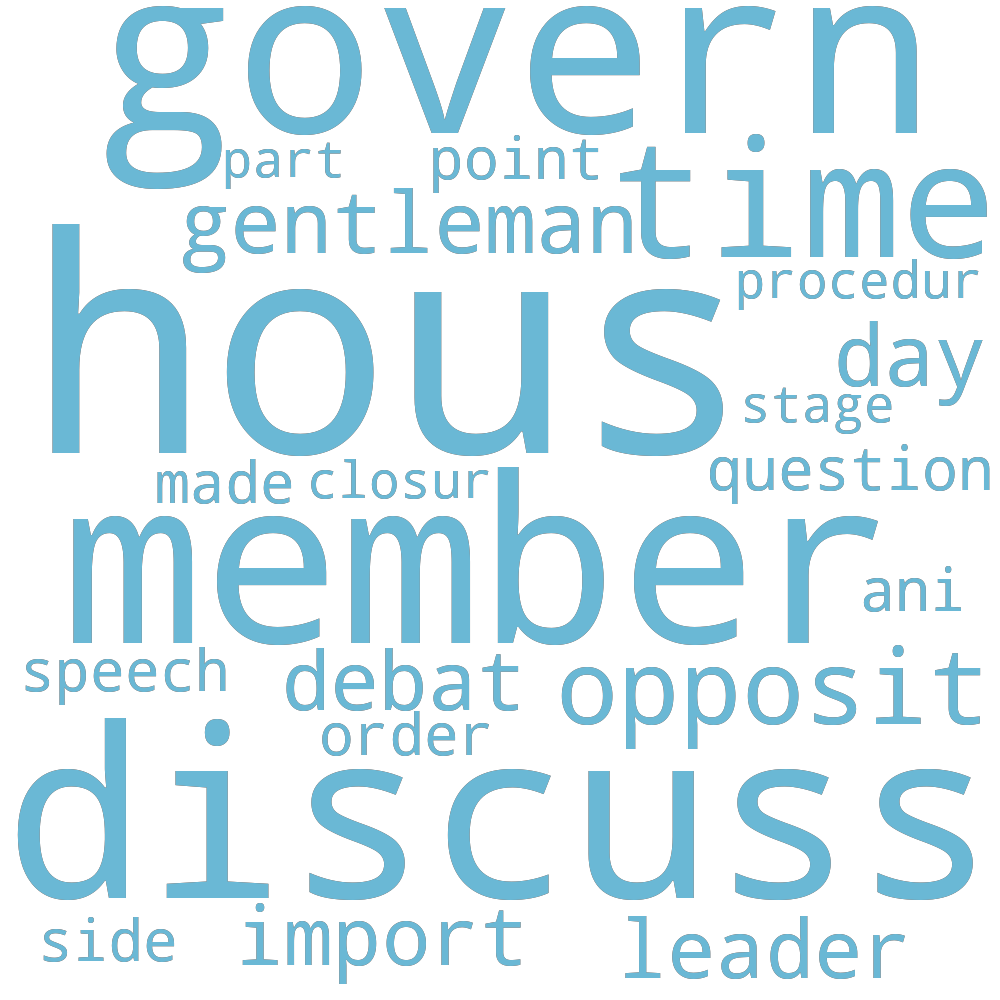 govern
part point time
gentleman
procedur
hous
day
stage
question
made closur
member
ani
speech debat opposit
order
discuss
side import leader